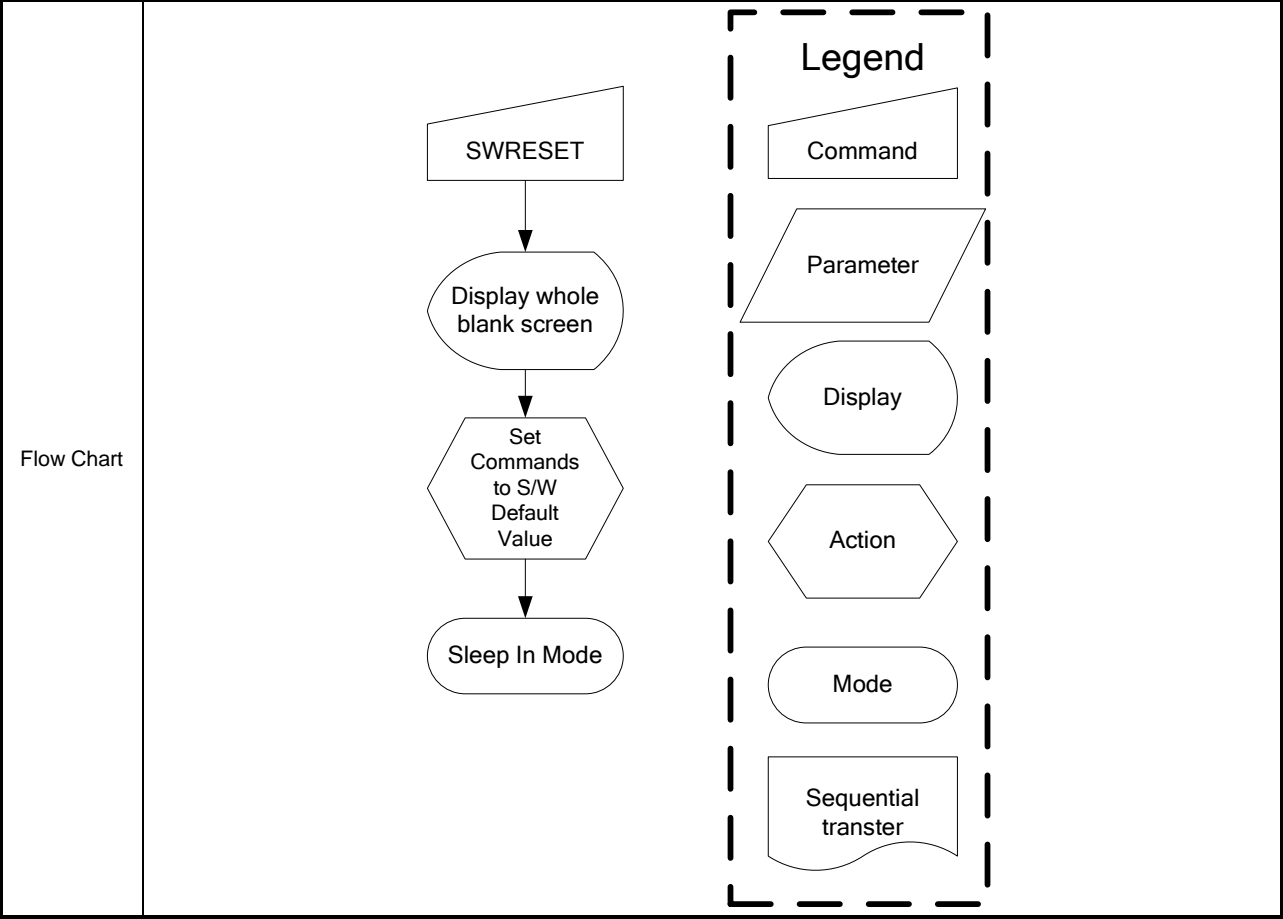 Flow Chart
SWRESET
Display whole
blank screen
Set
Commands
to S/W
Default
Value
Sleep In Mode
Legend
Command
Parameter
Display
Action
Mode
Sequential
transter